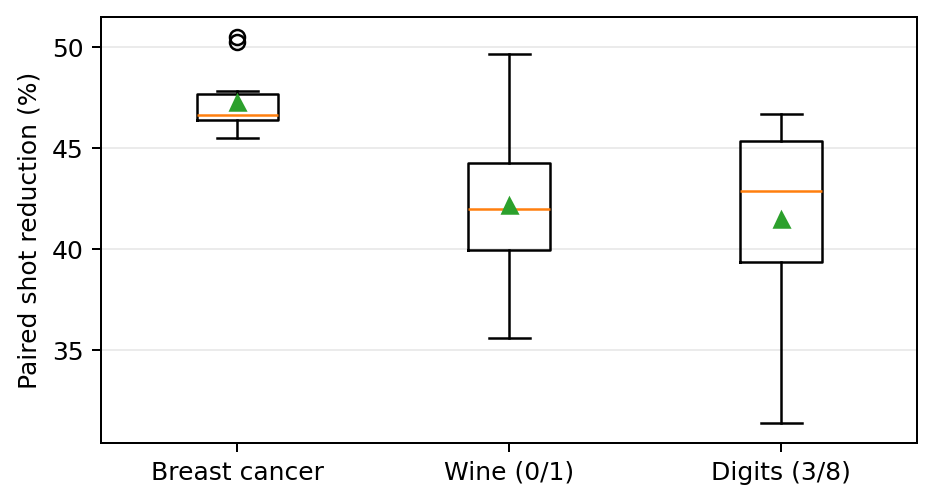 Paired shot reduction (%)
50
45
40
35
Breast cancer
Wine (0/1)
Digits (3/8)